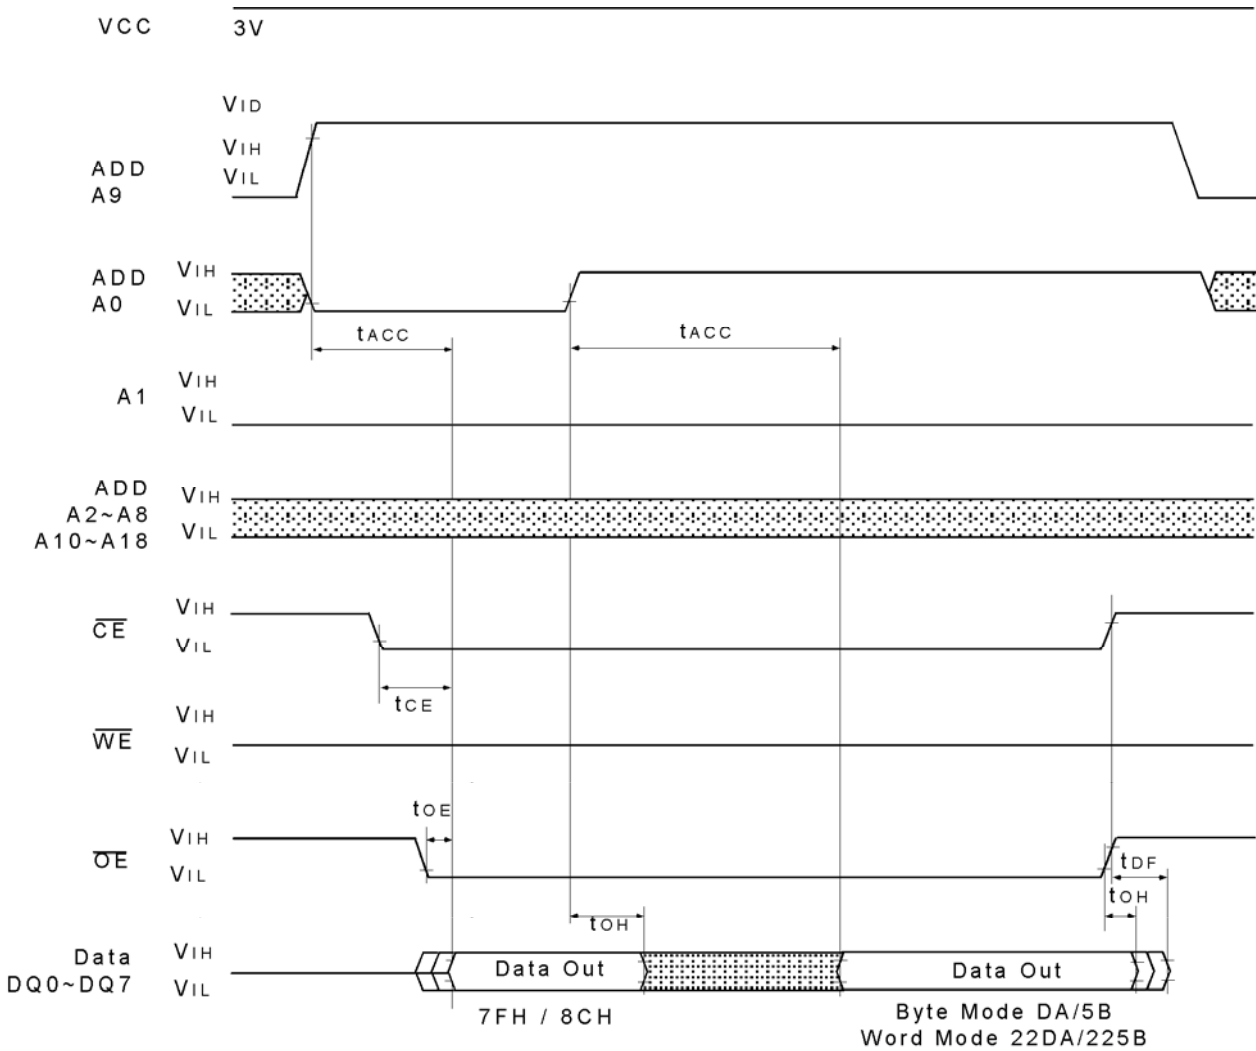 VCC 3V
VID
VIH
VIL
ADD
A9
ADD
A0
VIH
VIL
tACC tACC
A1
VIH
VIL
ADD
A2~A8
A10~A18
VIH
VIL
CE
VIH
VIL
tCE
WE
VIH
VIL
tOE
OE
VIH
VIL
tDF
tOH
tOH
Data
DQ0~DQ7
VIH
VIL
Data Out Data Out
7FH / 8CH
Byte Mode DA/5B
Word Mode 22DA/225B